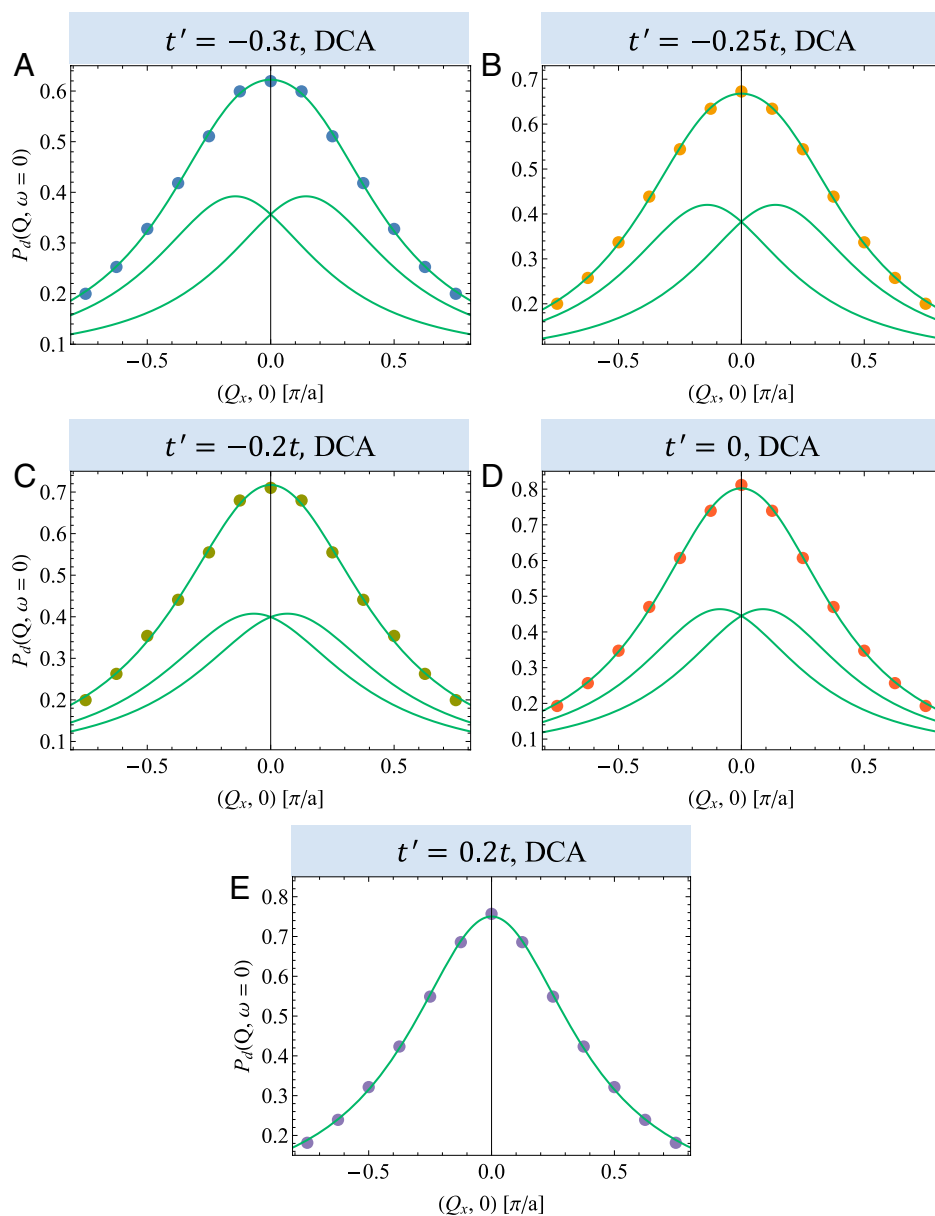 t′ = −0.3t, DCA
A
P_d(Q, ω = 0)
0.6
0.5
0.4
0.3
0.2
0.1
−0.5 0.0 0.5
(Q_x, 0) [π/a]
t′ = −0.25t, DCA
B
0.7
0.6
0.5
0.4
0.3
0.2
−0.5 0.0 0.5
(Q_x, 0) [π/a]
t′ = −0.2t, DCA
C
P_d(Q, ω = 0)
0.7
0.6
0.5
0.4
0.3
0.2
0.1
−0.5 0.0 0.5
(Q_x, 0) [π/a]
t′ = 0, DCA
D
0.8
0.7
0.6
0.5
0.4
0.3
0.2
0.1
−0.5 0.0 0.5
(Q_x, 0) [π/a]
t′ = 0.2t, DCA
E
P_d(Q, ω = 0)
0.8
0.7
0.6
0.5
0.4
0.3
0.2
−0.5 0.0 0.5
(Q_x, 0) [π/a]